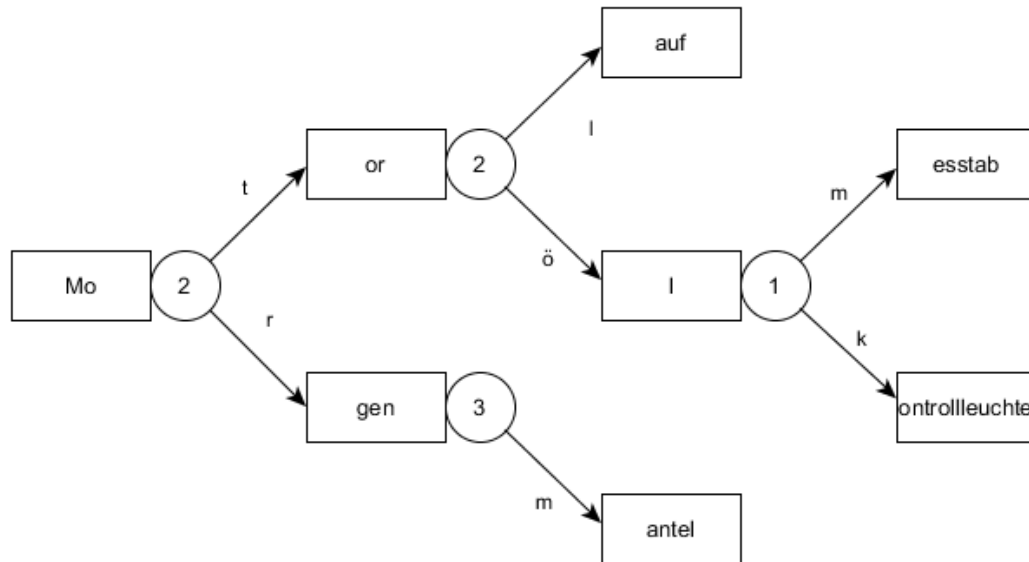 auf
l
or
2
esstab
t
m
ö
Mo
2
l
1
r
k
gen
3
ontrollleuchte
m
antel